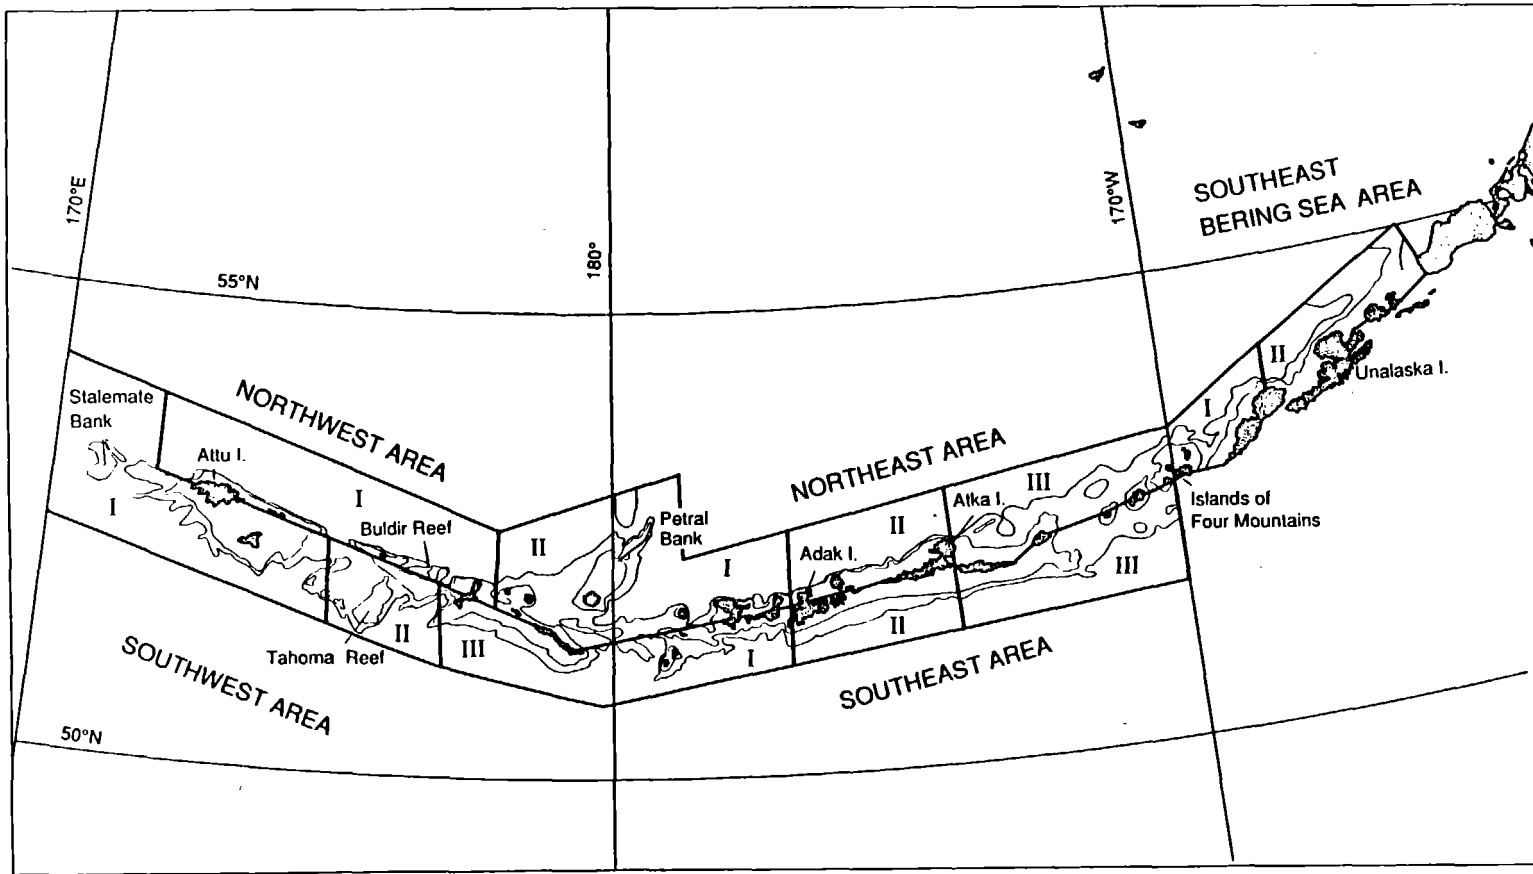 170°E
180°
170°W
SOUTHEAST
BERING SEA AREA
55°N
NORTHWEST AREA
Stalemate
Bank
Attu I.
I
I
Buldir Reef
II
Petral
Bank
NORTHEAST AREA
I
Adak I.
II
Atka I.
III
I
II
Unalaska I.
Islands of
Four Mountains
III
II
I
SOUTHEAST AREA
III
II
Tahoma Reef
SOUTHWEST AREA
50°N